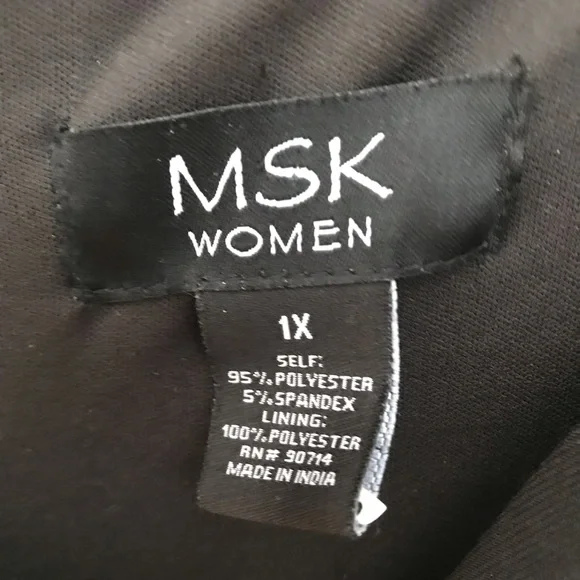 MSK
WOMEN
1X
SELF:
95% POLYESTER
5% SPANDEX
LINING:
100% POLYESTER
RN# 90714
MADE IN INDIA